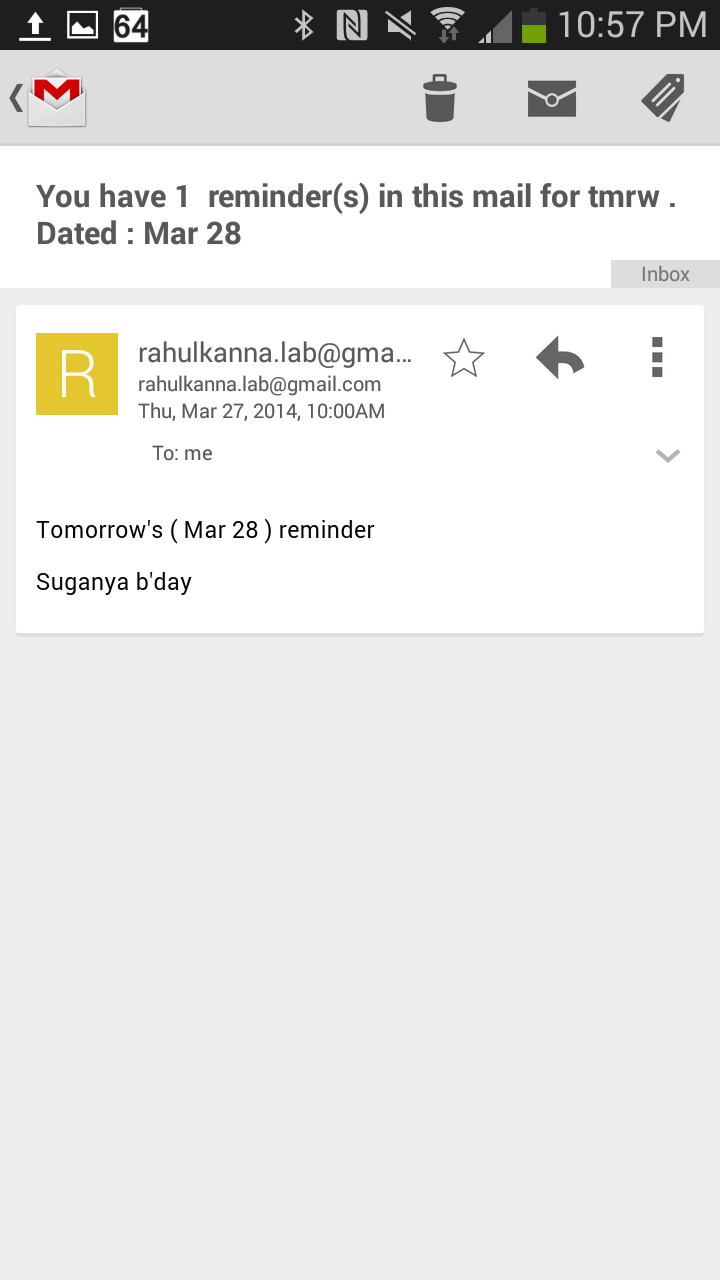 64 10:57 PM
You have 1  reminder(s) in this mail for tmrw .
Dated : Mar 28
Inbox
R
rahulkanna.lab@gma...
rahulkanna.lab@gmail.com
Thu, Mar 27, 2014, 10:00AM
To: me
Tomorrow's ( Mar 28 ) reminder
Suganya b'day